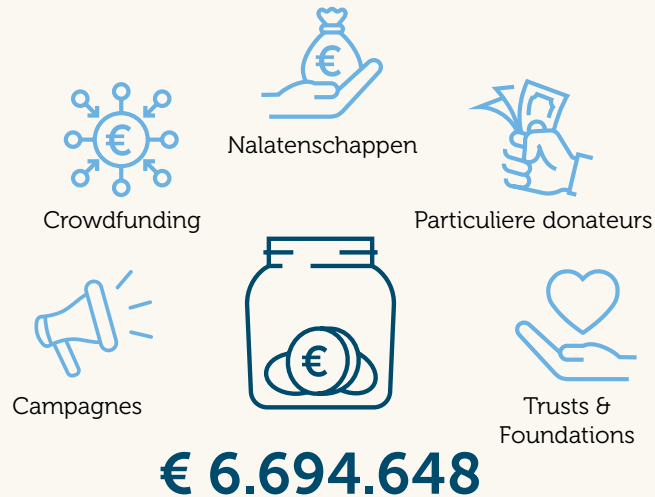 €
Nalatenschappen
€
Crowdfunding
Particuliere donateurs
€
Campagnes
Trusts &
Foundations
€ 6.694.648